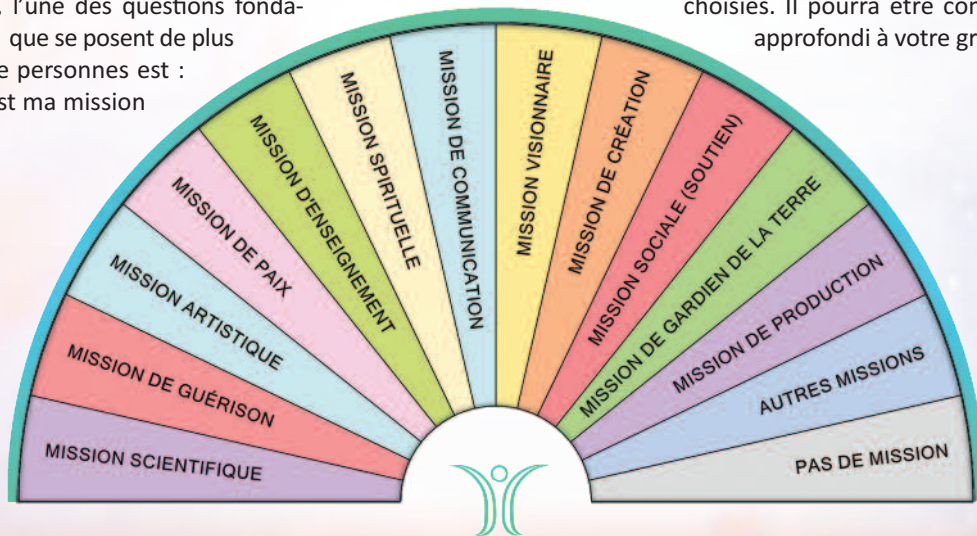 l'une des questions fonda-
que se posent de plus
personnes est :
ma mission
choisies. Il pourra être
approfondi à votre
MISSION SCIENTIFIQUE
MISSION DE GUÉRISON
MISSION ARTISTIQUE
MISSION DE PAIX
MISSION D'ENSEIGNEMENT
MISSION SPIRITUELLE
MISSION DE COMMUNICATION
MISSION VISIONNAIRE
MISSION DE CRÉATION
MISSION SOCIALE (SOUTIEN)
MISSION DE GARDIEN DE LA TERRE
MISSION DE PRODUCTION
AUTRES MISSIONS
PAS DE MISSION